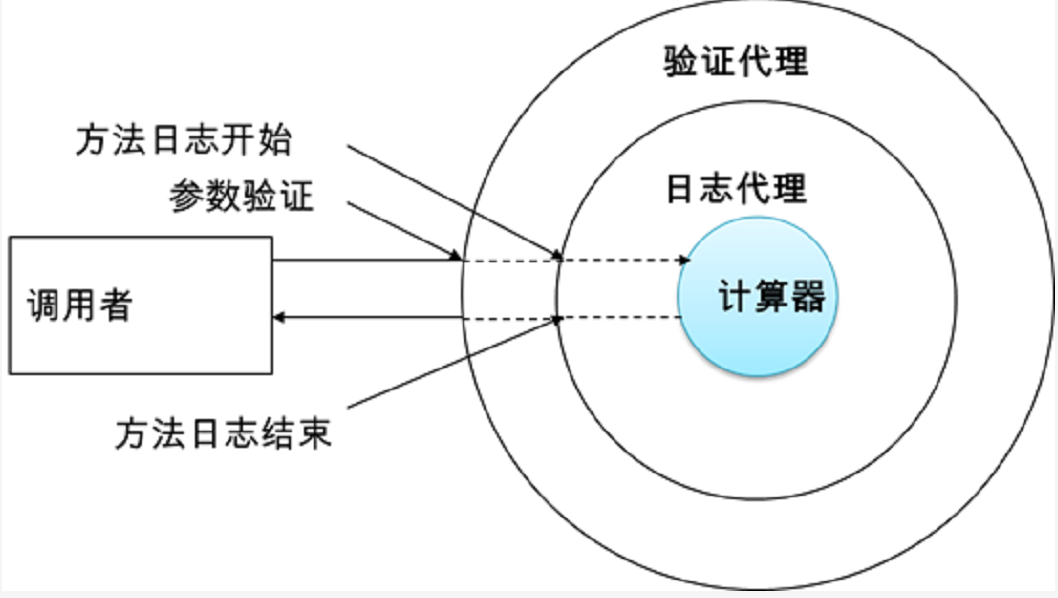 验证代理
方法日志开始
日志代理
参数验证
调用者
计算器
方法日志结束